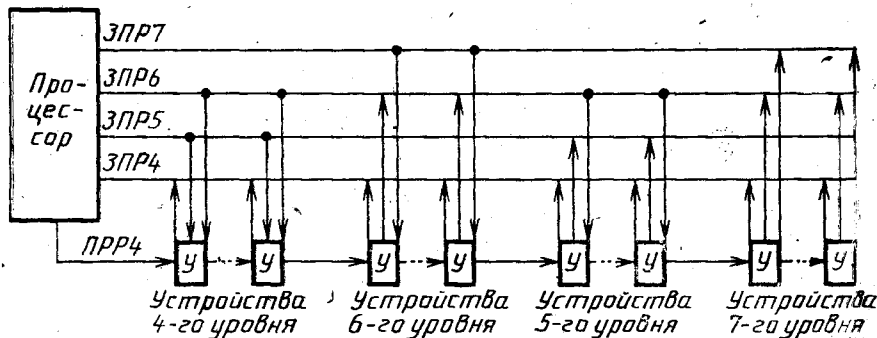 ЗПР7
ЗПР6
ЗПР5
ЗПР4
Про-
цес-
сор
ПРР4
У
У
У
У
У
У
У
У
Устройства
4-го уровня
Устройства
6-го уровня
Устройства
5-го уровня
Устройства
7-го уровня